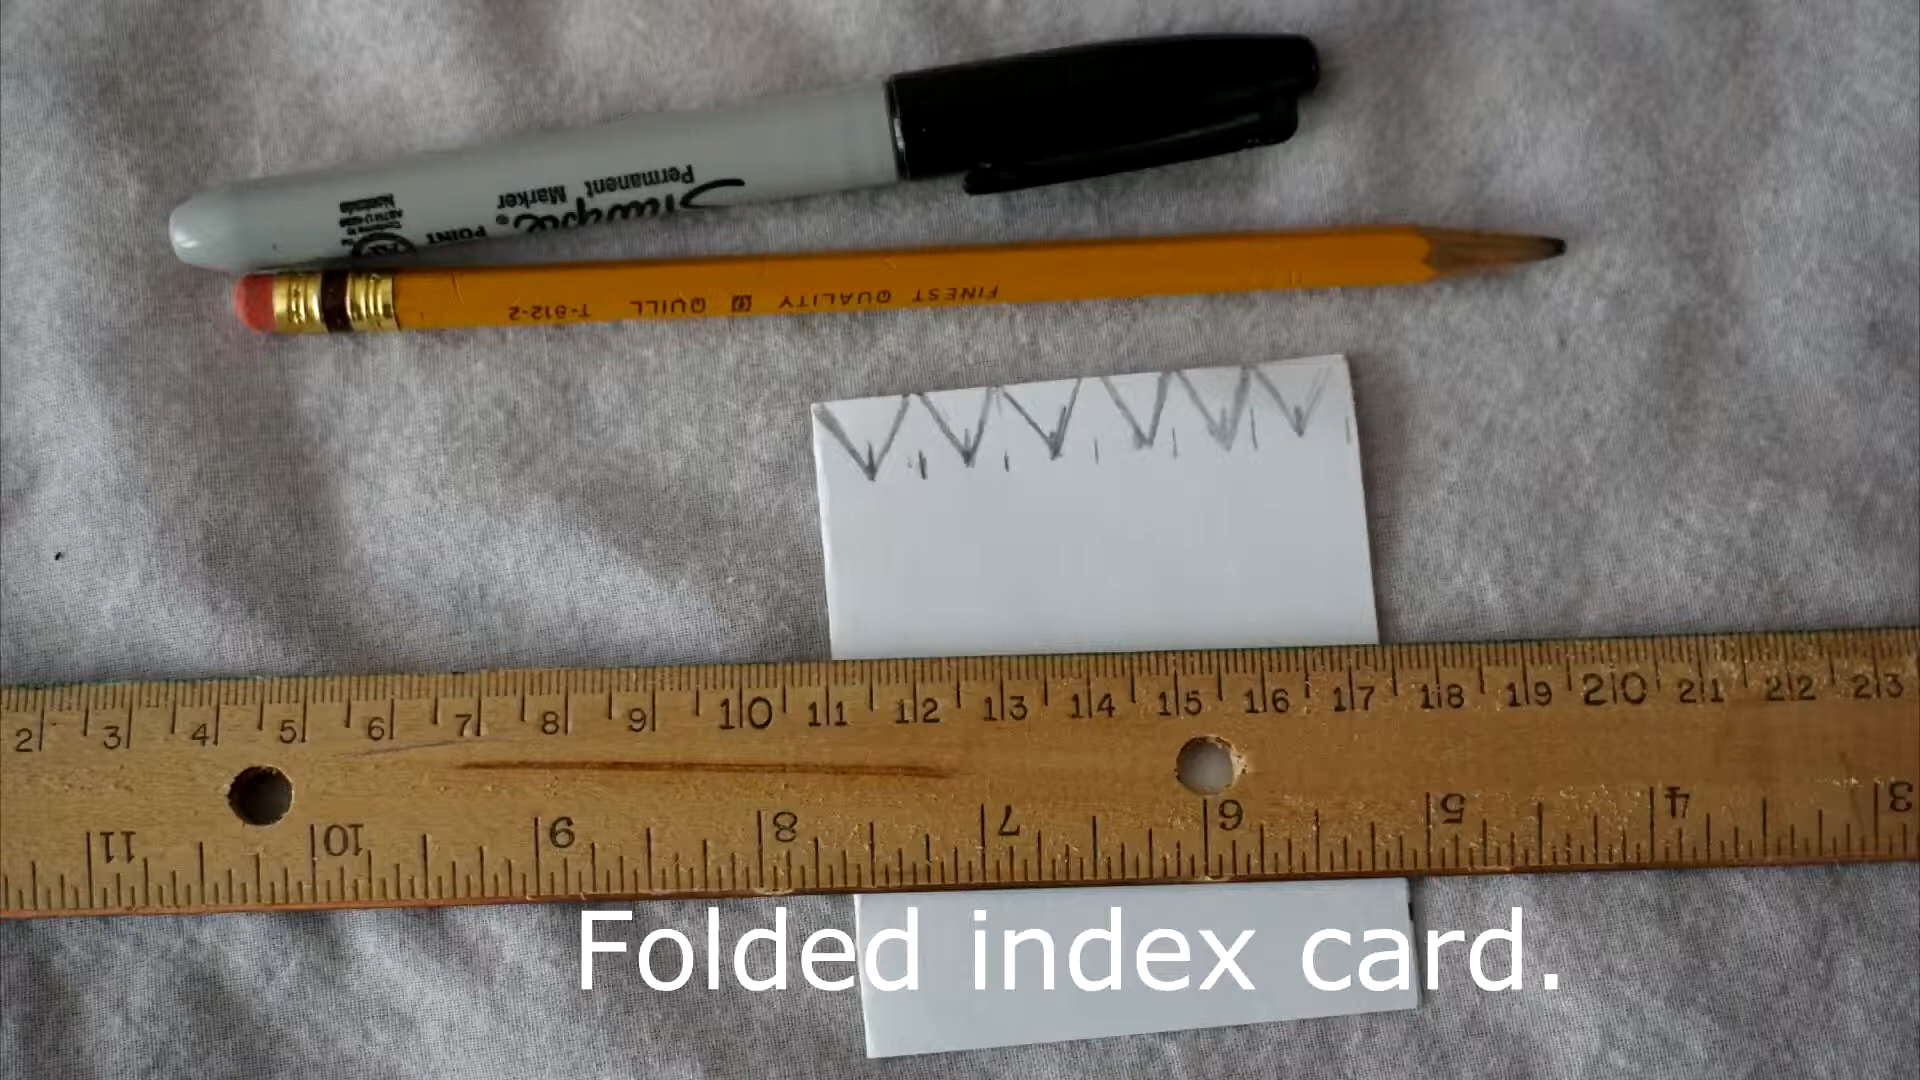 Permanent
Marker
Sharpie®
POINT
FINEST QUALITY QUILL T-812-2
2 3 4 5 6 7 8 9 10 11 12 13 14 15 16 17 18 19 20 21 22 23
11 10 9 8 7 6 5 4 3
Folded index card.